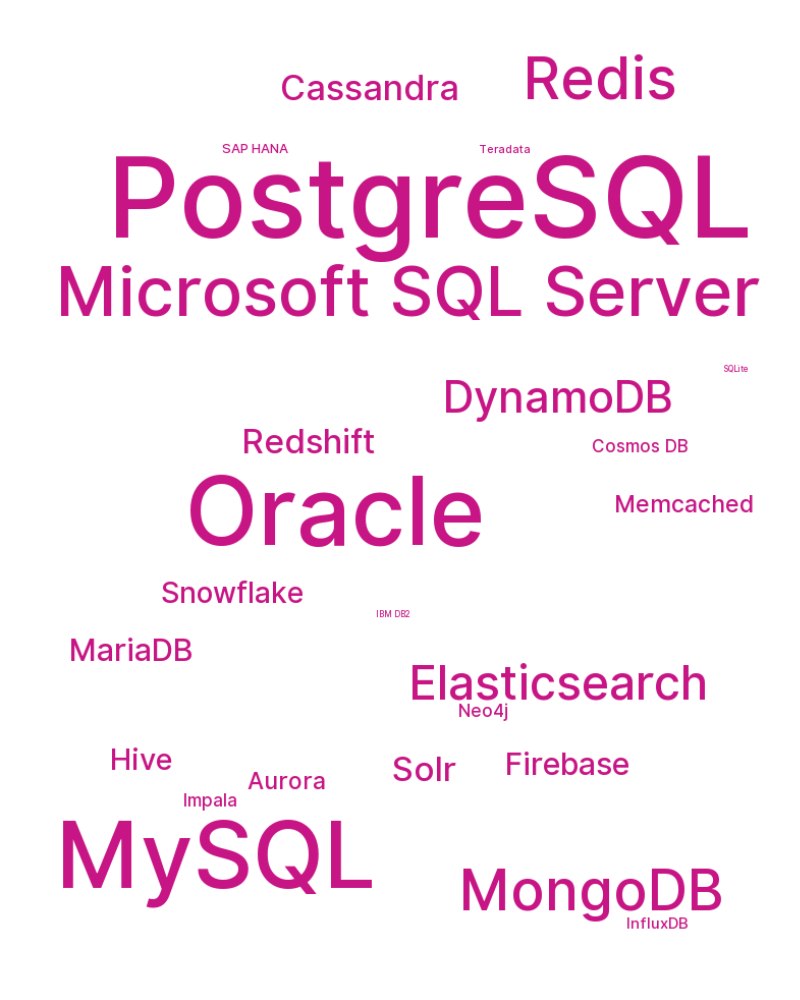 Redis
Cassandra
SAP HANA
Teradata
PostgreSQL
Microsoft SQL Server
SQLite
DynamoDB
Redshift
Cosmos DB
Oracle
Memcached
Snowflake
IBM DB2
MariaDB
Elasticsearch
Neo4j
Hive
Solr
Firebase
Aurora
Impala
MySQL
MongoDB
InfluxDB